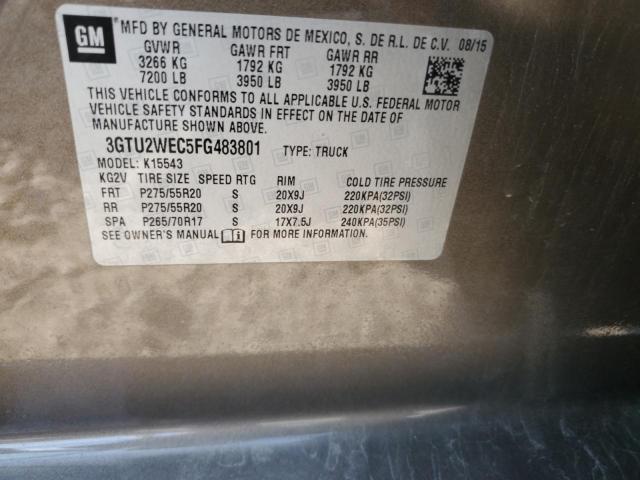 GM
MFD BY GENERAL MOTORS DE MEXICO, S. DE R.L. DE C.V. 08/15
GVWR GAWR FRT GAWR RR
3266 KG 1792 KG 1792 KG
7200 LB 3950 LB 3950 LB
THIS VEHICLE CONFORMS TO ALL APPLICABLE U.S. FEDERAL MOTOR
VEHICLE SAFETY STANDARDS IN EFFECT ON THE DATE OF
MANUFACTURE SHOWN ABOVE.
3GTU2WEC5FG483801 TYPE: TRUCK
MODEL: K15543
KG2V TIRE SIZE SPEED RTG RIM COLD TIRE PRESSURE
FRT P275/55R20 S 20X9J 220KPA(32PSI)
RR P275/55R20 S 20X9J 220KPA(32PSI)
SPA P265/70R17 S 17X7.5J 240KPA(35PSI)
SEE OWNER'S MANUAL FOR MORE INFORMATION.